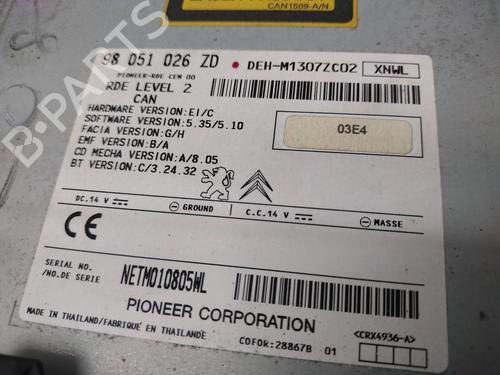 CAN1509-A/N
98 051 026 ZD • DEH-M1307ZC02 XNWL
PIONEER-RDE CEM 00
RDE LEVEL 2
CAN
HARDWARE VERSION:EI/C
SOFTWARE VERSION:5.35/5.10
FACIA VERSION:G/H
EMF VERSION:B/A
CD MECHA VERSION:A/8.05
BT VERSION:C/3.24.32
03E4
DC.14 V
GROUND
C.C.14 V
MASSE
CE
SERIAL NO.
/NO.DE SERIE
NETM010805WL
PIONEER CORPORATION
MADE IN THAILAND/FABRIQUÉ EN THAILANDE
COFOR:28867B 01
<CRX4936-A>
B-PARTS